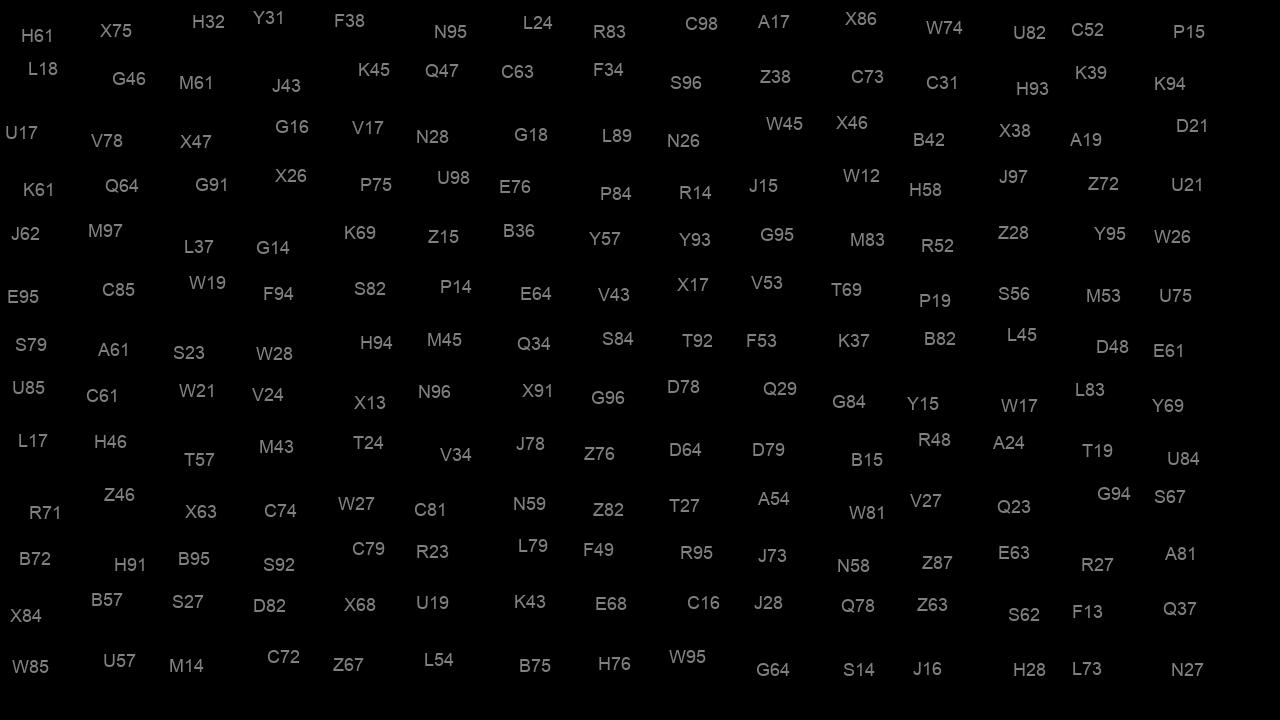 H61 X75 H32 Y31 F38 N95 L24 R83 C98 A17 X86 W74 U82 C52 P15
L18 G46 M61 J43 K45 Q47 C63 F34 S96 Z38 C73 C31 H93 K39 K94
U17 V78 X47 G16 V17 N28 G18 L89 N26 W45 X46 B42 X38 A19 D21
K61 Q64 G91 X26 P75 U98 E76 P84 R14 J15 W12 H58 J97 Z72 U21
J62 M97 L37 G14 K69 Z15 B36 Y57 Y93 G95 M83 R52 Z28 Y95 W26
E95 C85 W19 F94 S82 P14 E64 V43 X17 V53 T69 P19 S56 M53 U75
S79 A61 S23 W28 H94 M45 Q34 S84 T92 F53 K37 B82 L45 D48 E61
U85 C61 W21 V24 X13 N96 X91 G96 D78 Q29 G84 Y15 W17 L83 Y69
L17 H46 T57 M43 T24 V34 J78 Z76 D64 D79 B15 R48 A24 T19 U84
R71 Z46 X63 C74 W27 C81 N59 Z82 T27 A54 W81 V27 Q23 G94 S67
B72 H91 B95 S92 C79 R23 L79 F49 R95 J73 N58 Z87 E63 R27 A81
X84 B57 S27 D82 X68 U19 K43 E68 C16 J28 Q78 Z63 S62 F13 Q37
W85 U57 M14 C72 Z67 L54 B75 H76 W95 G64 S14 J16 H28 L73 N27